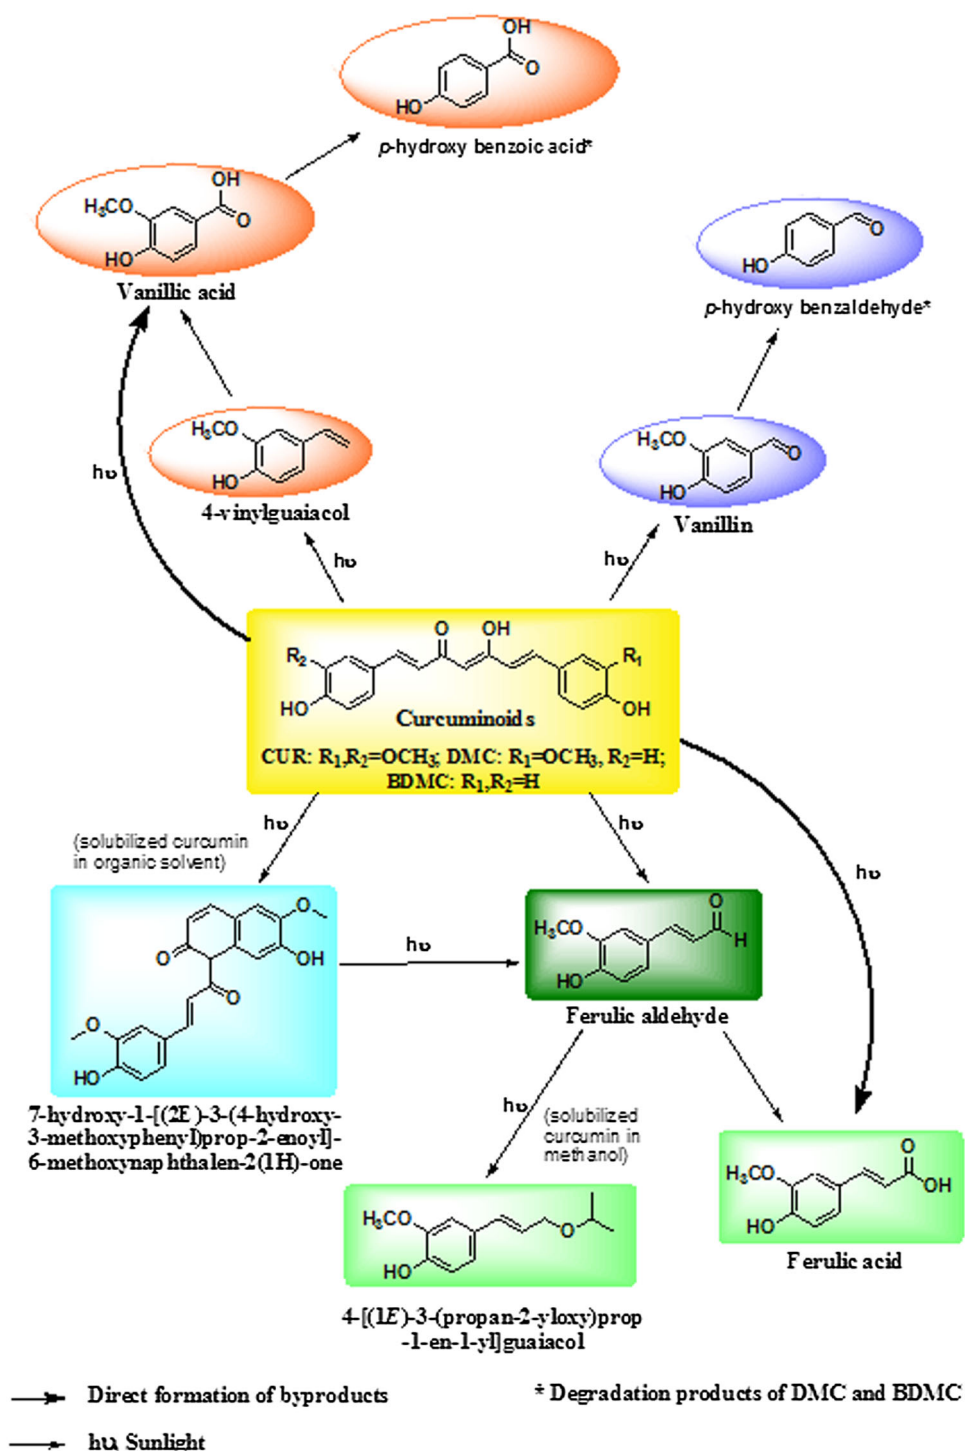 OH
O
HO
p-hydroxy benzoic acid*
OH
H₃CO
O
HO
Vanillic acid
O
HO
p-hydroxy benzaldehyde*
H₃CO
HO
4-vinylguaiacol
H₃CO
O
HO
Vanillin
hυ
hυ
hυ
O OH
R₂ R₁
HO OH
Curcuminoids
CUR: R₁,R₂=OCH₃; DMC: R₁=OCH₃, R₂=H;
BDMC: R₁,R₂=H
hυ
hυ
hυ
(solubilized curcumin
in organic solvent)
O
O OH
O
O
HO
7-hydroxy-1-[(2E)-3-(4-hydroxy-
3-methoxyphenyl)prop-2-enoyl]-
6-methoxynaphthalen-2(1H)-one
hυ
O
H₃CO H
HO
Ferulic aldehyde
hυ
(solubilized
curcumin in
methanol)
H₃CO
O
HO
4-[(1E)-3-(propan-2-yloxy)prop
-1-en-1-yl]guaiacol
O
H₃CO OH
HO
Ferulic acid
Direct formation of byproducts
* Degradation products of DMC and BDMC
hυ Sunlight